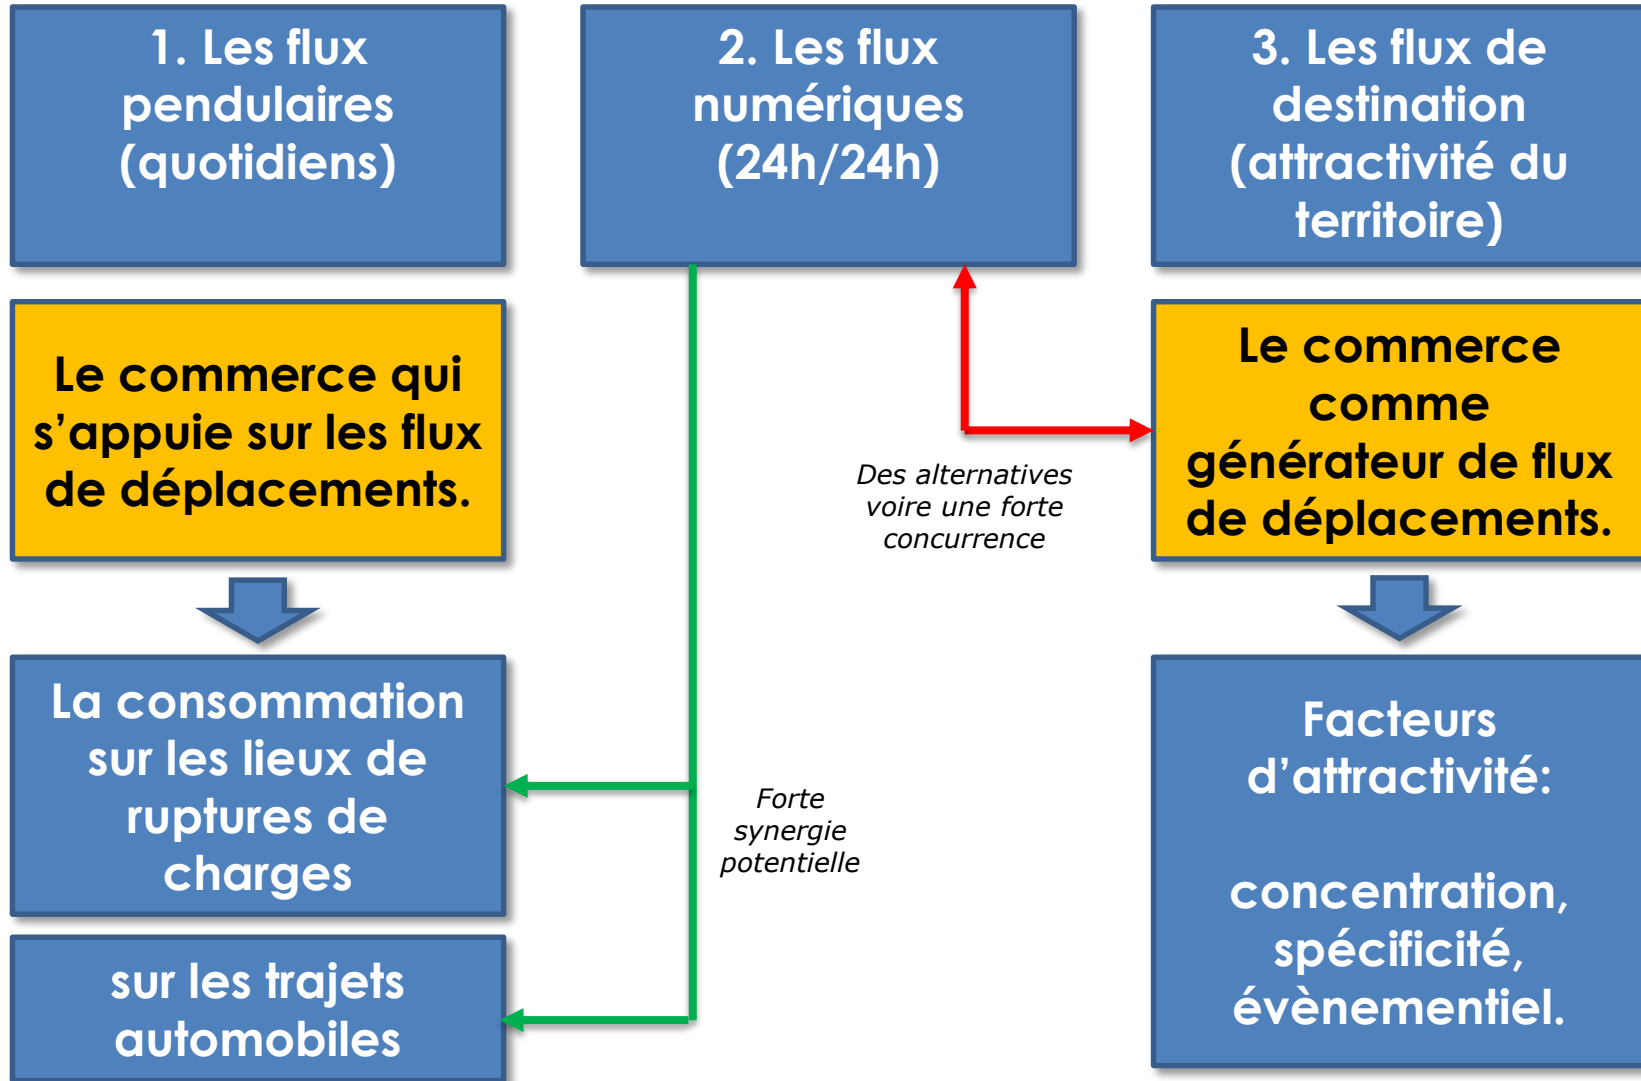 1. Les flux
pendulaires
(quotidiens)
2. Les flux
numériques
(24h/24h)
3. Les flux de
destination
(attractivité du
territoire)
Le commerce qui
s’appuie sur les flux
de déplacements.
Le commerce
comme
générateur de flux
de déplacements.
Des alternatives
voire une forte
concurrence
La consommation
sur les lieux de
ruptures de
charges
Forte
synergie
potentielle
Facteurs
d’attractivité:
concentration,
spécificité,
évènementiel.
sur les trajets
automobiles